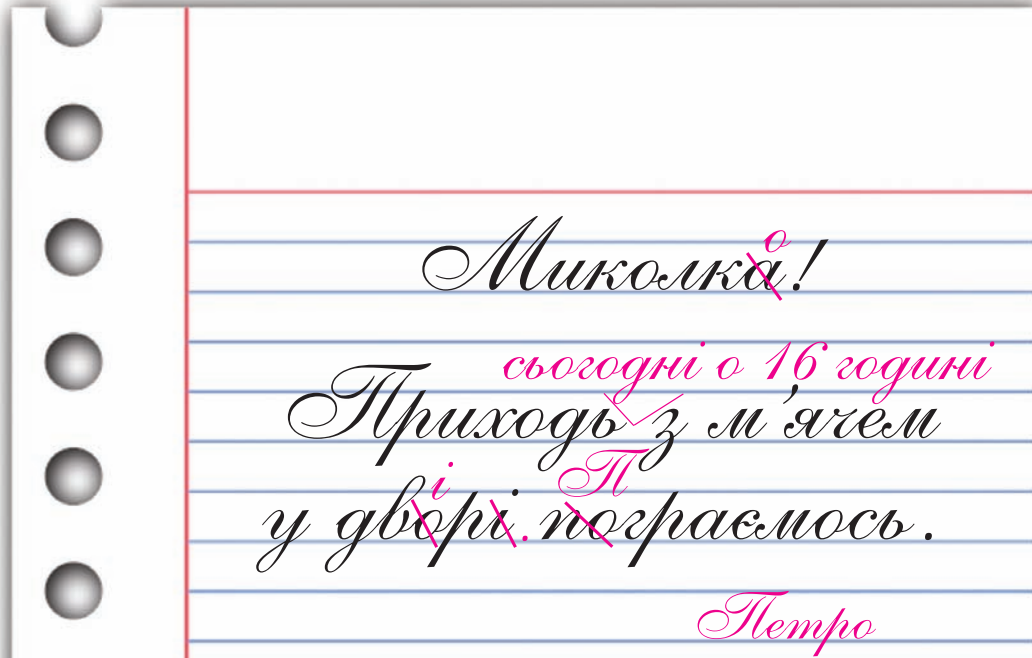 о
Миколка!
сьогодні о 16 годині
Приходь з м'ячем
і П
у дворі. пограємось.
Петро